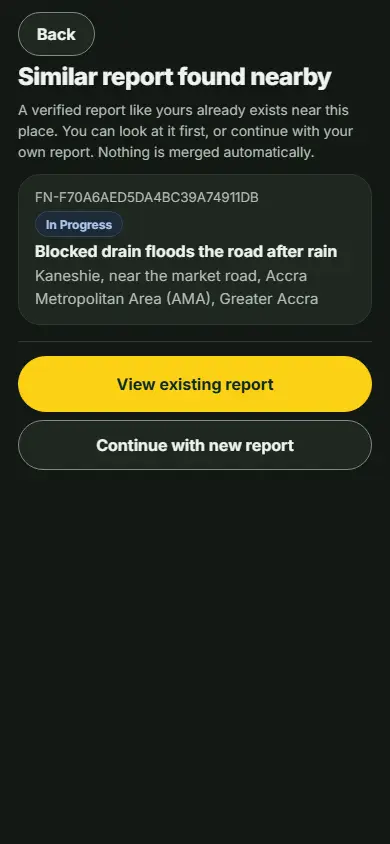 Back
Similar report found nearby
A verified report like yours already exists near this
place. You can look at it first, or continue with your
own report. Nothing is merged automatically.
FN-F70A6AED5DA4BC39A74911DB
In Progress
Blocked drain floods the road after rain
Kaneshie, near the market road, Accra
Metropolitan Area (AMA), Greater Accra
View existing report
Continue with new report